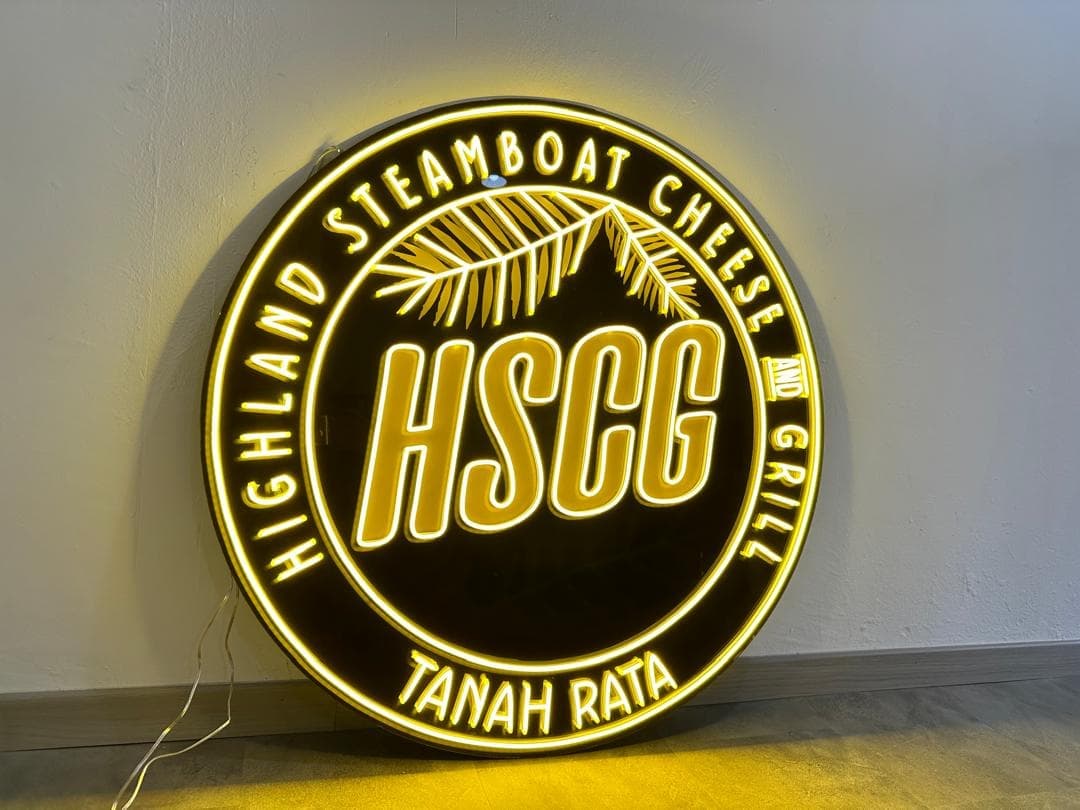 HIGHLAND STEAMBOAT CHEESE AND GRILL
HSCG
TANAH RATA